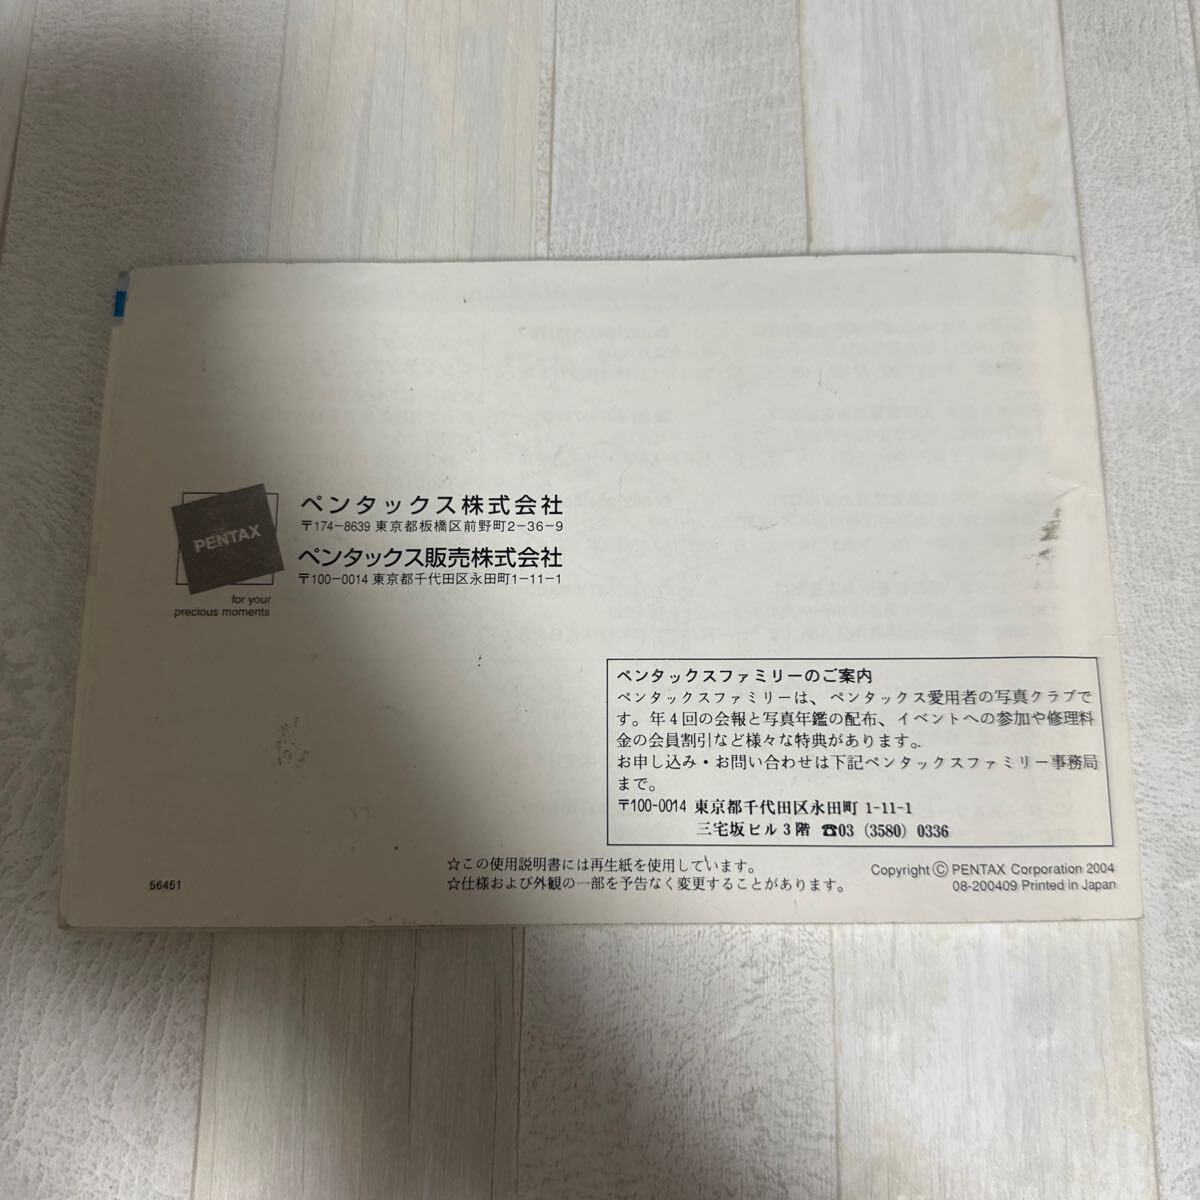 PENTAX
for your
precious moments
ペンタックス株式会社
〒174-8639 東京都板橋区前野町2-36-9
ペンタックス販売株式会社
〒100-0014 東京都千代田区永田町1-11-1
ペンタックスファミリーのご案内
ペンタックスファミリーは、ペンタックス愛用者の写真クラブで
す。年4回の会報と写真年鑑の配布、イベントへの参加や修理料
金の会員割引など様々な特典があります。
お申し込み・お問い合わせは下記ペンタックスファミリー事務局
まで。
〒100-0014 東京都千代田区永田町 1-11-1
三宅坂ビル3階 ☎03（3580）0336
☆この使用説明書には再生紙を使用しています。
☆仕様および外観の一部を予告なく変更することがあります。
Copyright © PENTAX Corporation 2004
08-200409 Printed in Japan
56451